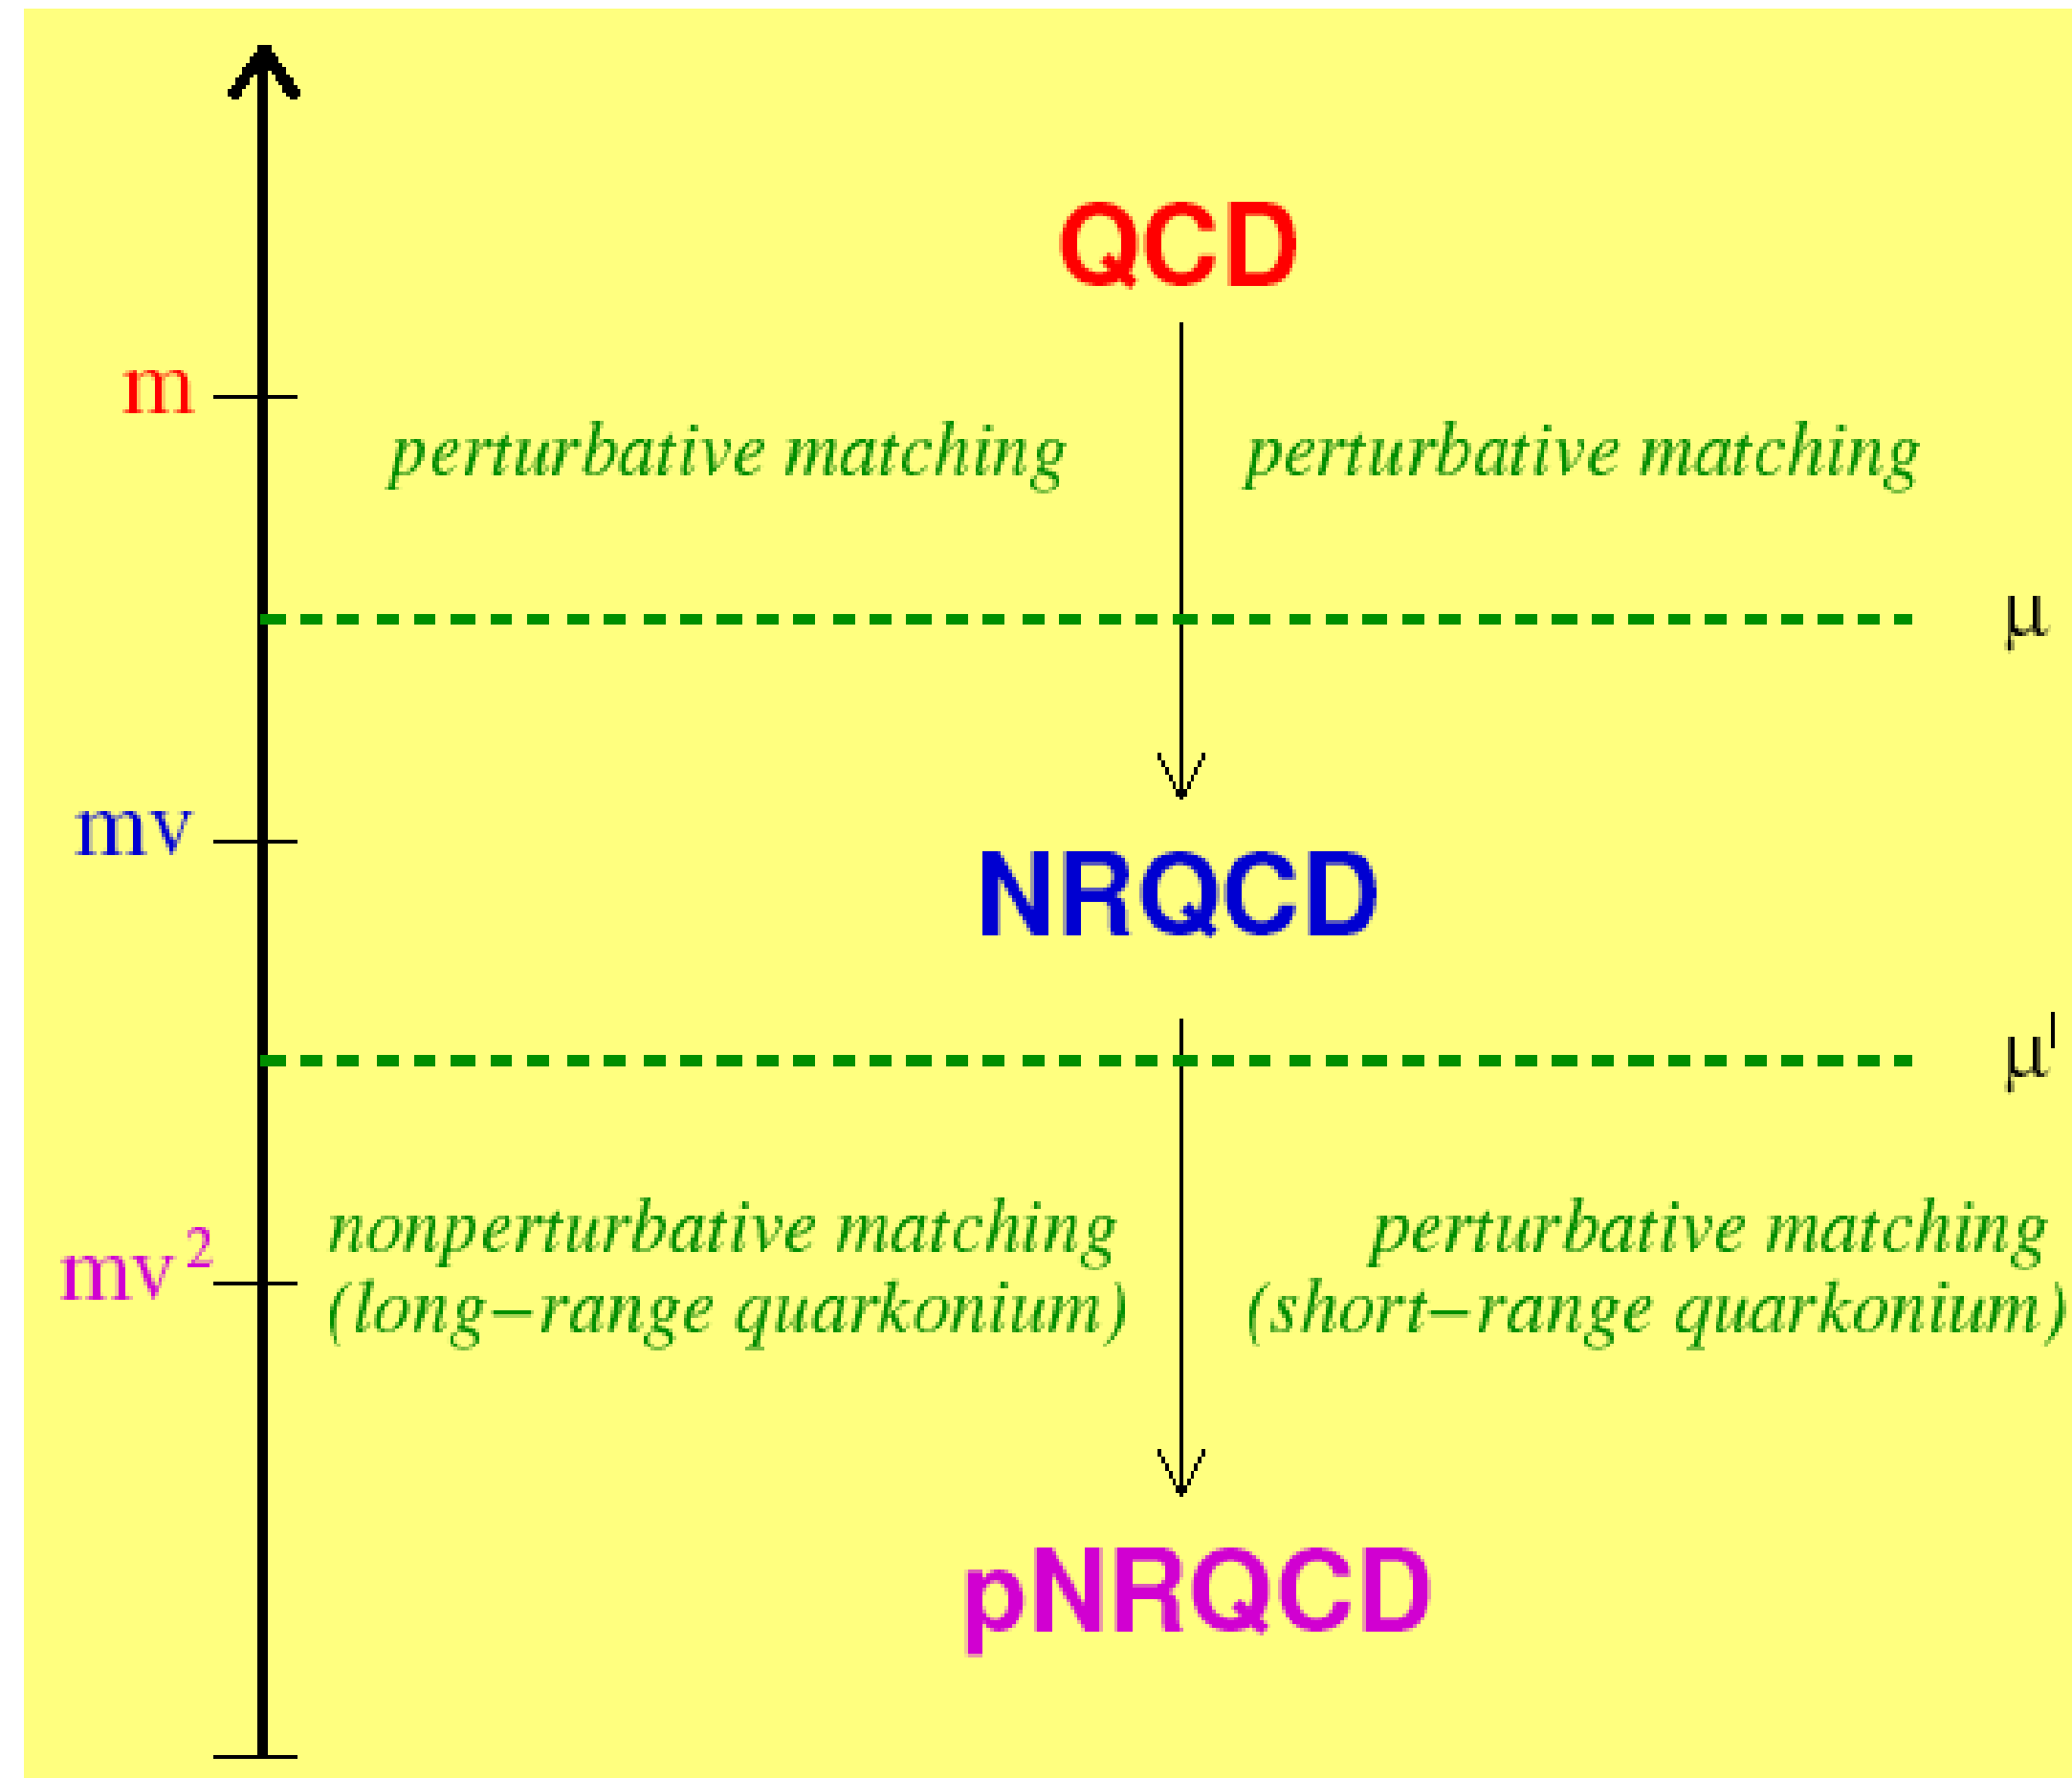 QCD
m
perturbative matching perturbative matching
μ
mv
NRQCD
μ'
nonperturbative matching perturbative matching
mv²
(long−range quarkonium) (short−range quarkonium)
pNRQCD